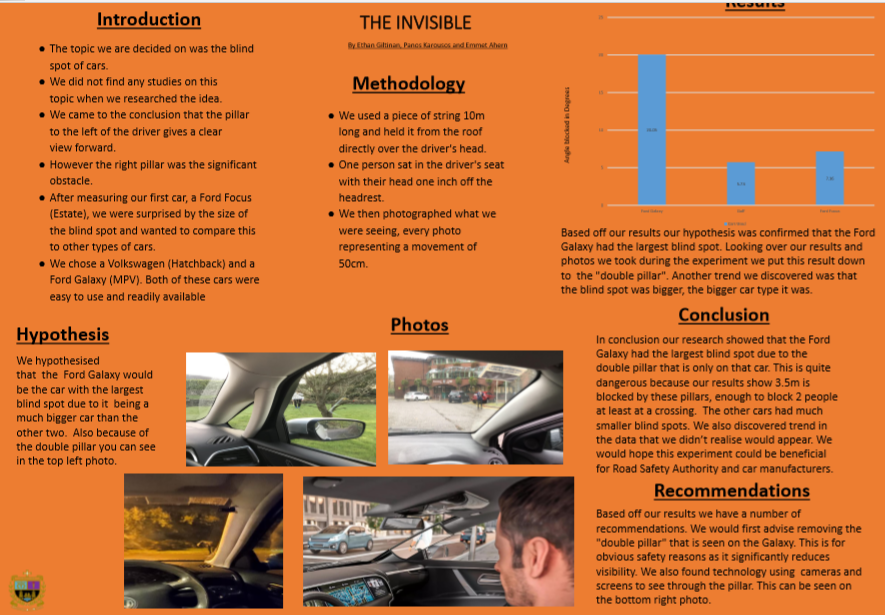 Introduction
● The topic we are decided on was the blind
spot of cars.
● We did not find any studies on this
topic when we researched the idea.
● We came to the conclusion that the pillar
to the left of the driver gives a clear
view forward.
● However the right pillar was the significant
obstacle.
● After measuring our first car, a Ford Focus
(Estate), we were surprised by the size of
the blind spot and wanted to compare this
to other types of cars.
● We chose a Volkswagen (Hatchback) and a
Ford Galaxy (MPV). Both of these cars were
easy to use and readily available
Hypothesis
We hypothesised
that the Ford Galaxy would
be the car with the largest
blind spot due to it being a
much bigger car than the
other two. Also because of
the double pillar you can see
in the top left photo.
THE INVISIBLE
By Ethan Giltinan, Panos Karousos and Emmet Ahern
Methodology
● We used a piece of string 10m
long and held it from the roof
directly over the driver's head.
● One person sat in the driver's seat
with their head one inch off the
headrest.
● We then photographed what we
were seeing, every photo
representing a movement of
50cm.
Photos
Results
Angle blocked in Degrees
25
20
15
10
5
0
Based off our results our hypothesis was confirmed that the Ford
Galaxy had the largest blind spot. Looking over our results and
photos we took during the experiment we put this result down
to the "double pillar". Another trend we discovered was that
the blind spot was bigger, the bigger car type it was.
Conclusion
In conclusion our research showed that the Ford
Galaxy had the largest blind spot due to the
double pillar that is only on that car. This is quite
dangerous because our results show 3.5m is
blocked by these pillars, enough to block 2 people
at least at a crossing. The other cars had much
smaller blind spots. We also discovered trend in
the data that we didn't realise would appear. We
would hope this experiment could be beneficial
for Road Safety Authority and car manufacturers.
Recommendations
Based off our results we have a number of
recommendations. We would first advise removing the
"double pillar" that is seen on the Galaxy. This is for
obvious safety reasons as it significantly reduces
visibility. We also found technology using cameras and
screens to see through the pillar. This can be seen on
the bottom right photo.